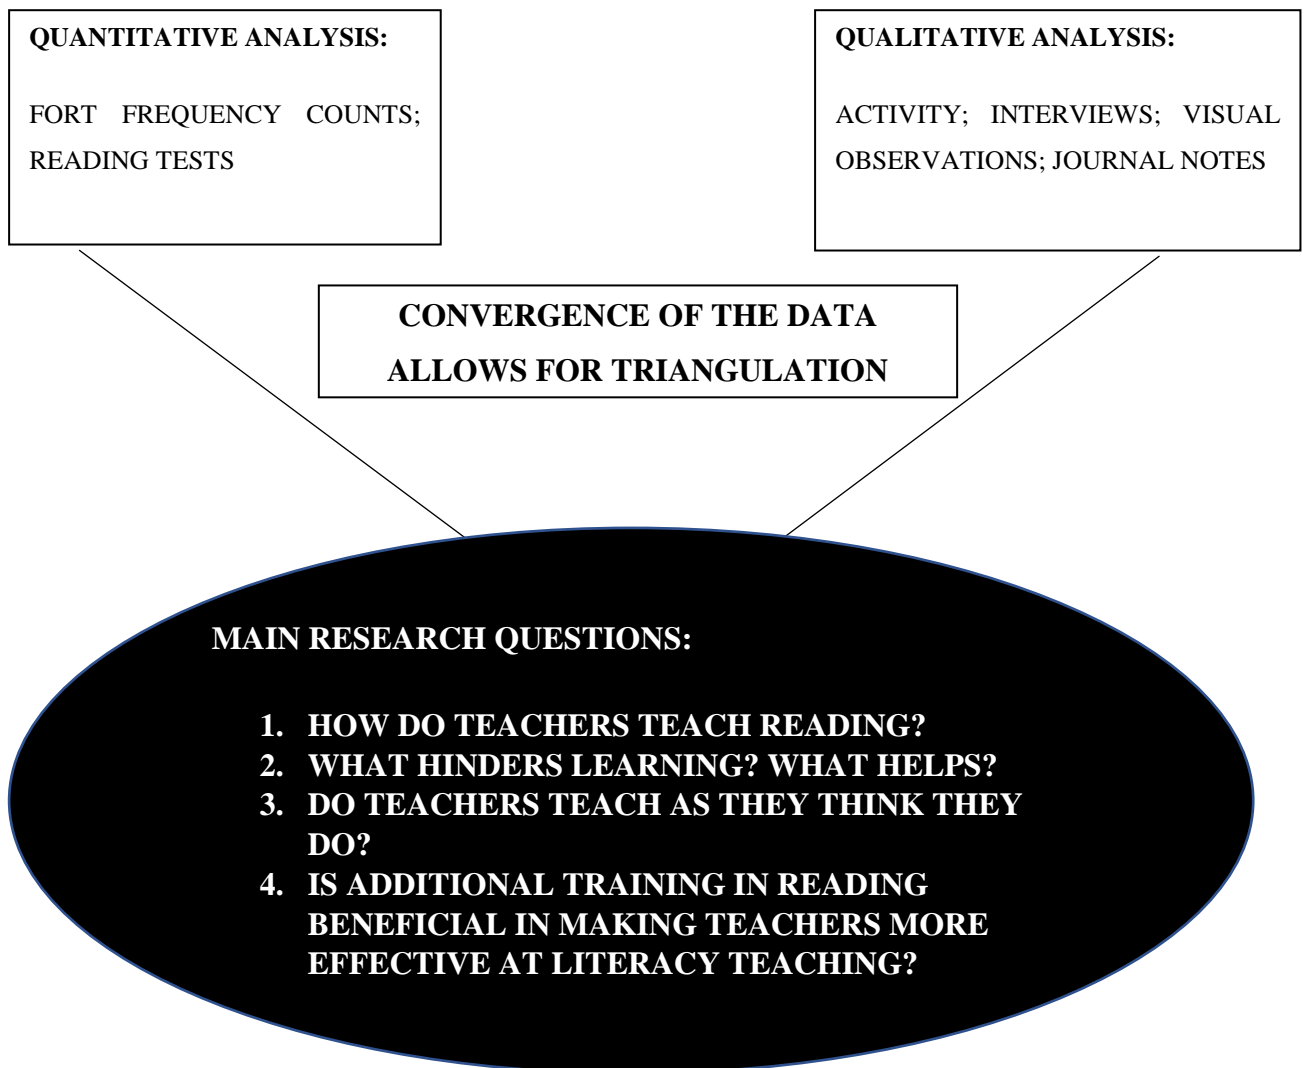 QUANTITATIVE ANALYSIS:
FORT FREQUENCY COUNTS;
READING TESTS
QUALITATIVE ANALYSIS:
ACTIVITY; INTERVIEWS; VISUAL
OBSERVATIONS; JOURNAL NOTES
CONVERGENCE OF THE DATA
ALLOWS FOR TRIANGULATION
MAIN RESEARCH QUESTIONS:
1. HOW DO TEACHERS TEACH READING?
2. WHAT HINDERS LEARNING? WHAT HELPS?
3. DO TEACHERS TEACH AS THEY THINK THEY
DO?
4. IS ADDITIONAL TRAINING IN READING
BENEFICIAL IN MAKING TEACHERS MORE
EFFECTIVE AT LITERACY TEACHING?